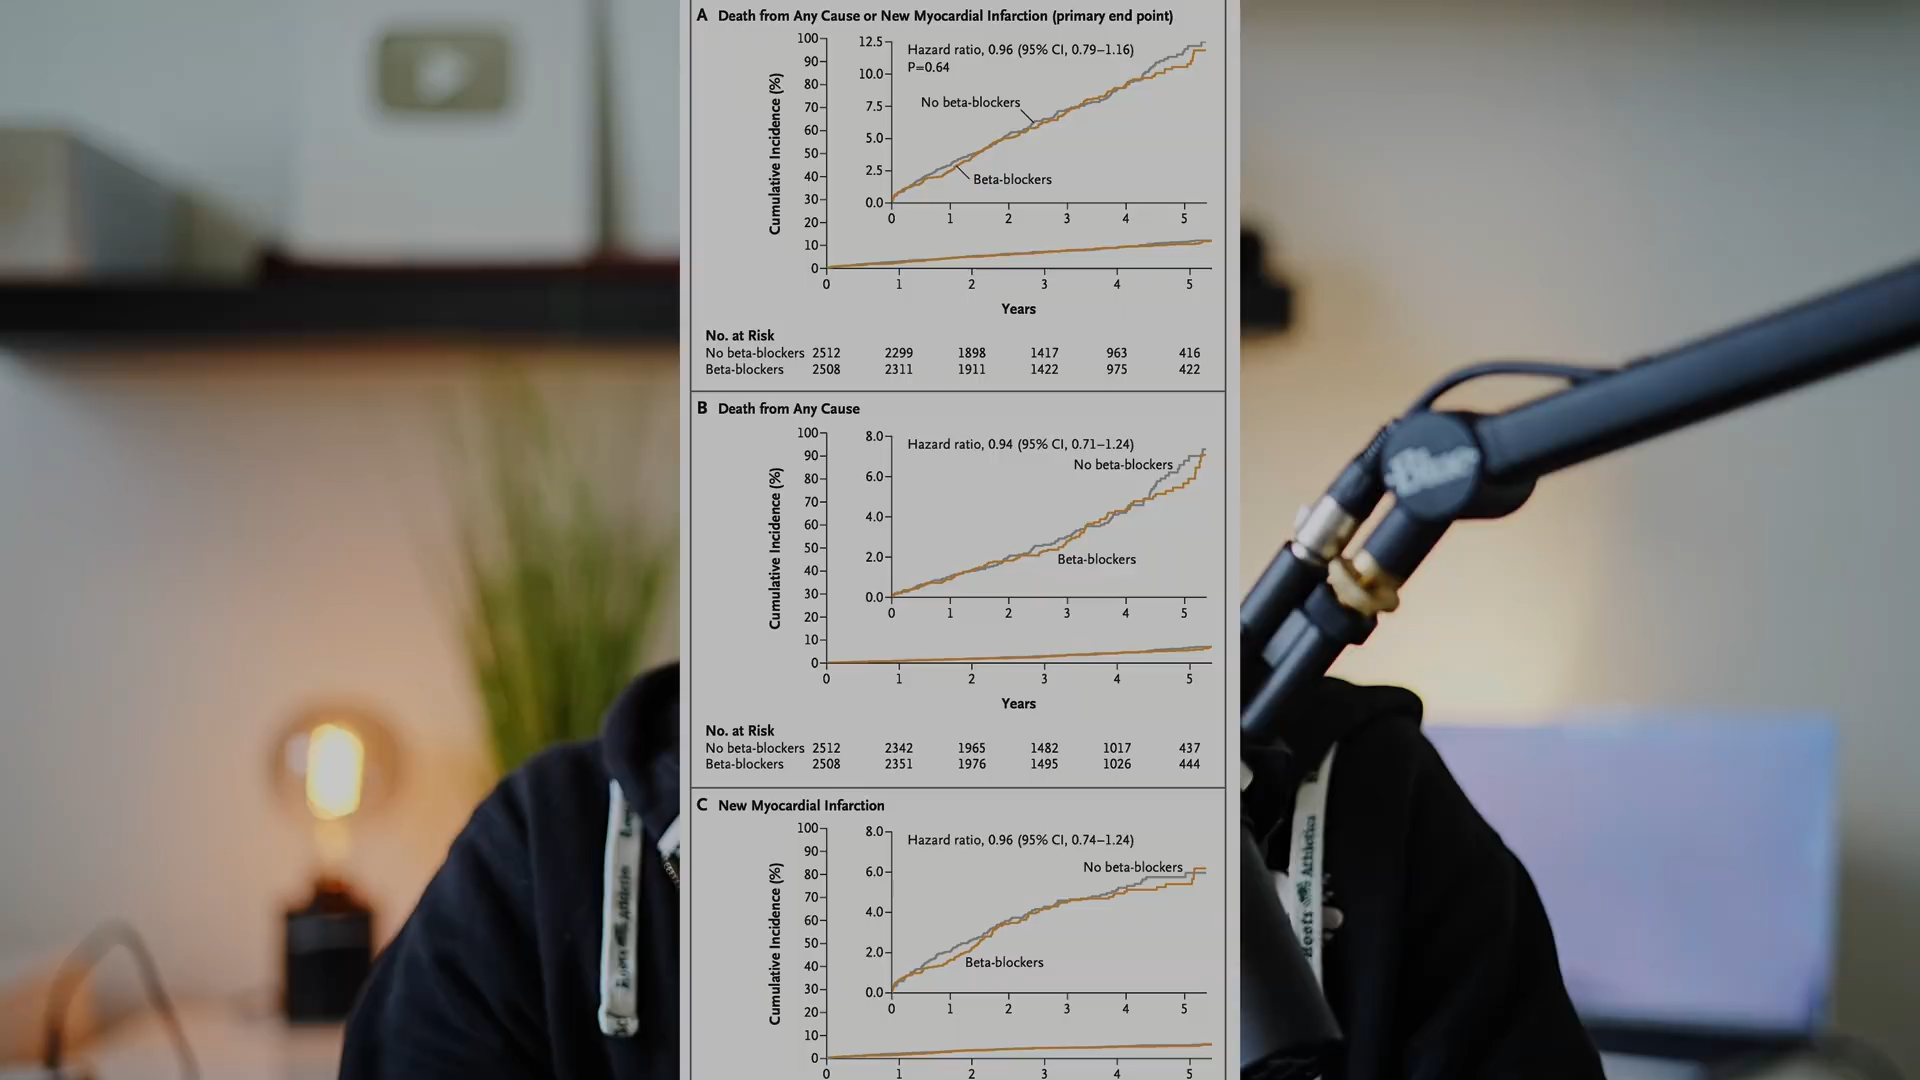 A Death from Any Cause or New Myocardial Infarction (primary end point)
Cumulative Incidence (%)
100
90
80
70
60
50
40
30
20
10
0
12.5
10.0
7.5
5.0
2.5
0.0
Hazard ratio, 0.96 (95% CI, 0.79–1.16)
P=0.64
No beta-blockers
Beta-blockers
0 1 2 3 4 5
0 1 2 3 4 5
Years
No. at Risk
No beta-blockers 2512 2299 1898 1417 963 416
Beta-blockers 2508 2311 1911 1422 975 422
B Death from Any Cause
Cumulative Incidence (%)
100
90
80
70
60
50
40
30
20
10
0
8.0
6.0
4.0
2.0
0.0
Hazard ratio, 0.94 (95% CI, 0.71–1.24)
No beta-blockers
Beta-blockers
0 1 2 3 4 5
0 1 2 3 4 5
Years
No. at Risk
No beta-blockers 2512 2342 1965 1482 1017 437
Beta-blockers 2508 2351 1976 1495 1026 444
C New Myocardial Infarction
Cumulative Incidence (%)
100
90
80
70
60
50
40
30
20
10
0
8.0
6.0
4.0
2.0
0.0
Hazard ratio, 0.96 (95% CI, 0.74–1.24)
No beta-blockers
Beta-blockers
0 1 2 3 4 5
0 1 2 3 4 5
Blue